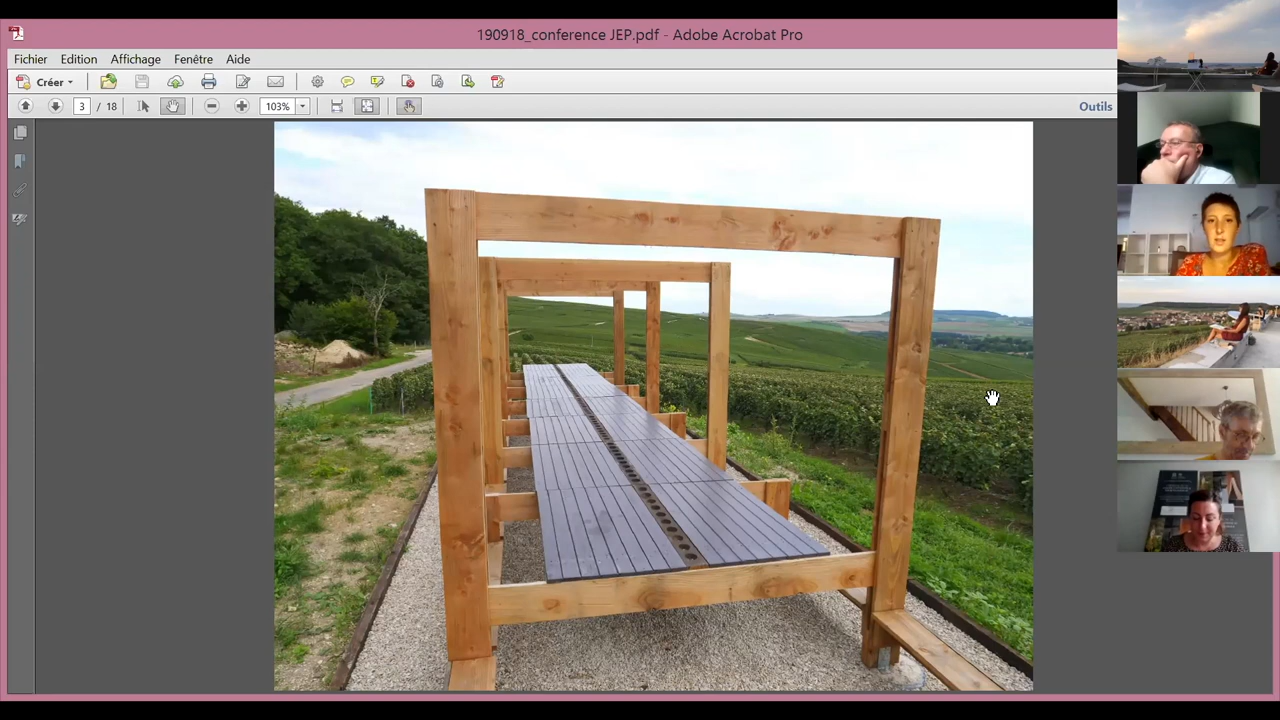 190918_conference JEP.pdf - Adobe Acrobat Pro
Fichier Edition Affichage Fenêtre Aide
Créer
3 / 18 103% Outils